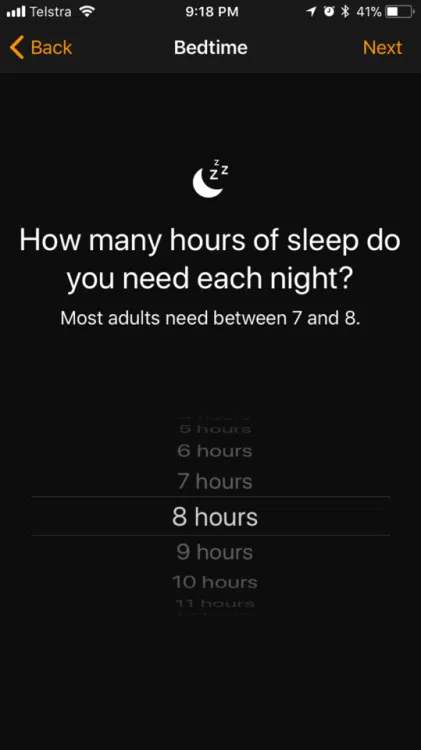 Telstra 9:18 PM 41%
Back Bedtime Next
z
z z
How many hours of sleep do
you need each night?
Most adults need between 7 and 8.
5 hours
6 hours
7 hours
8 hours
9 hours
10 hours
11 hours